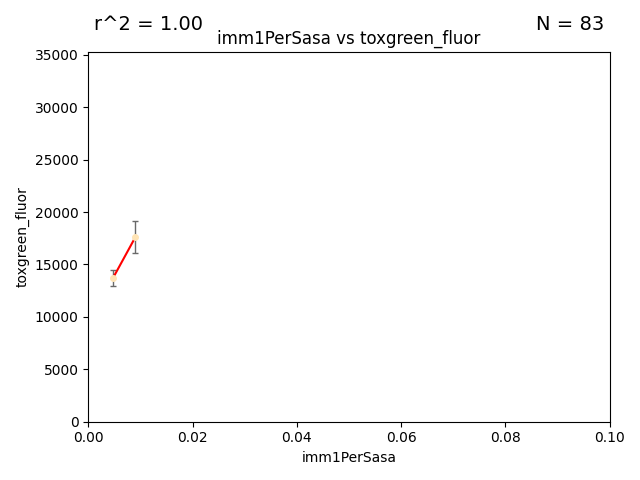 r^2 = 1.00
N = 83
imm1PerSasa vs toxgreen_fluor
35000
30000
25000
20000
15000
10000
5000
0
toxgreen_fluor
0.00
0.02
0.04
0.06
0.08
0.10
imm1PerSasa